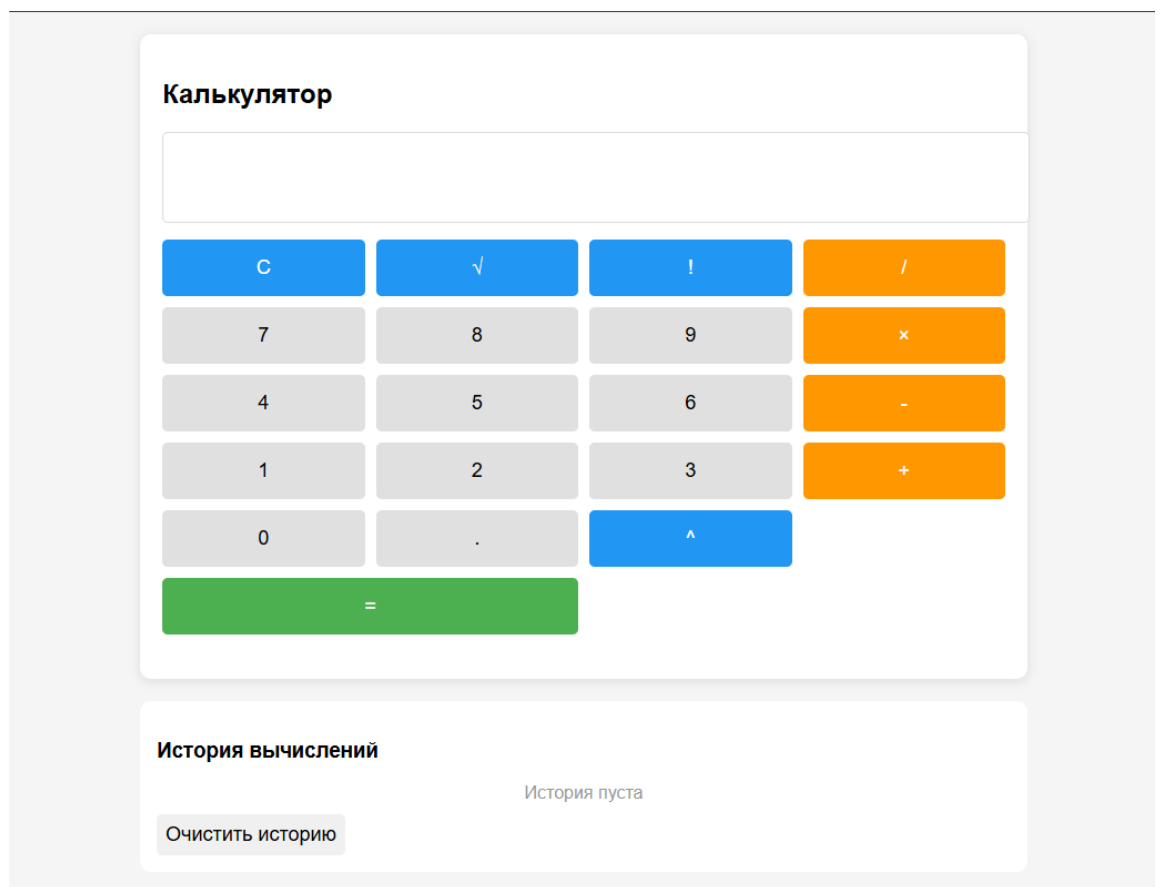 Калькулятор
C √ ! /
7 8 9 ×
4 5 6 -
1 2 3 +
0 . ^
=
История вычислений
История пуста
Очистить историю